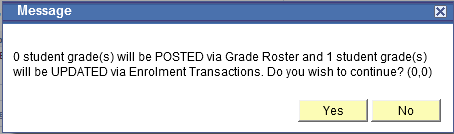 Message
0 student grade(s) will be POSTED via Grade Roster and 1 student grade(s)
will be UPDATED via Enrolment Transactions. Do you wish to continue? (0,0)
Yes No